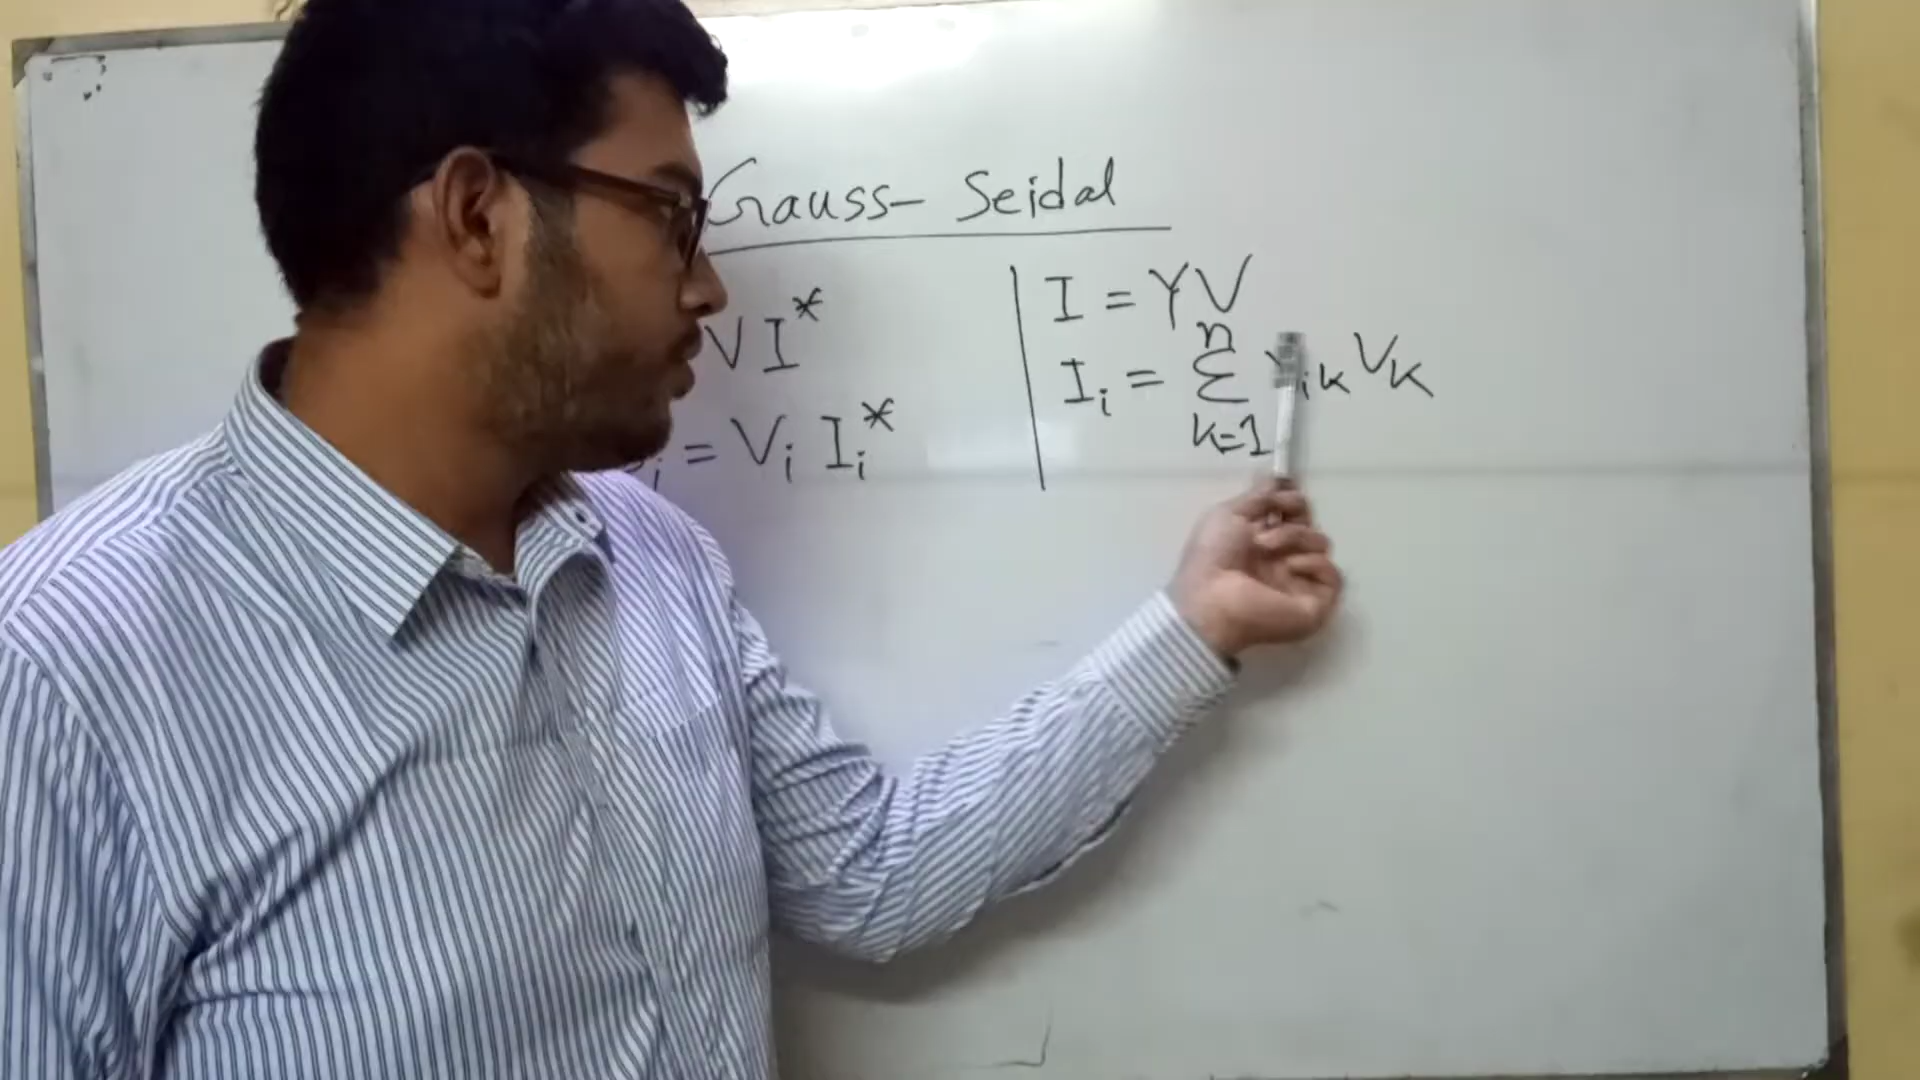 Gauss- Seidal
VI*
= Vi Ii*
I = YV
Ii = n Σ k=1 ik Vk